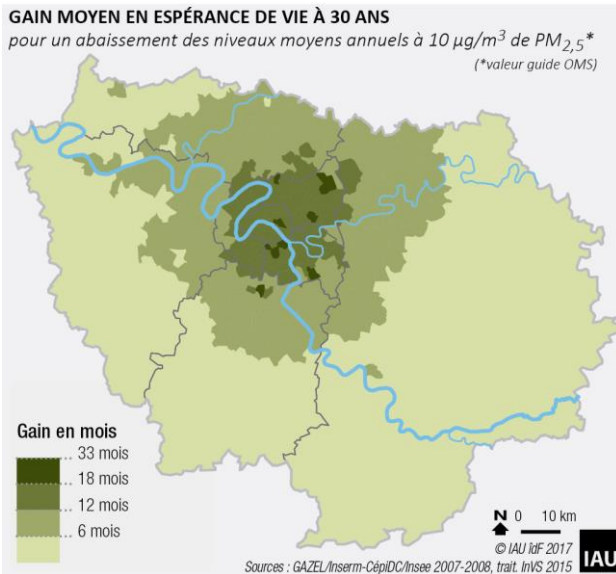 GAIN MOYEN EN ESPÉRANCE DE VIE À 30 ANS
pour un abaissement des niveaux moyens annuels à 10 µg/m³ de PM2,5*
(*valeur guide OMS)
Gain en mois
33 mois
18 mois
12 mois
6 mois
N 0 10 km
© IAU îdF 2017
IAU
Sources : GAZEL/Inserm-CépiDC/Insee 2007-2008, trait. InVS 2015